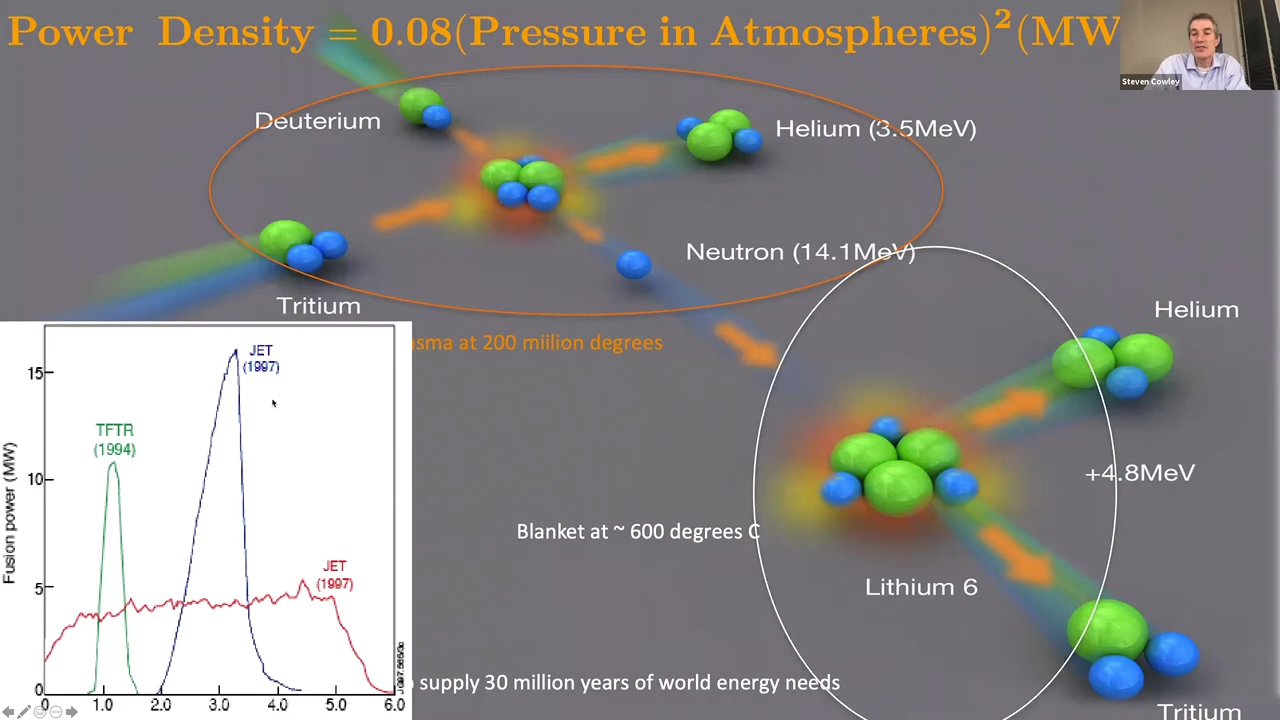 Power Density = 0.08(Pressure in Atmospheres)² (MW
Steven Cowley
Deuterium
Helium (3.5MeV)
Neutron (14.1MeV)
Tritium
asma at 200 miilion degrees
Helium
+4.8MeV
Blanket at ~ 600 degrees C
Lithium 6
supply 30 million years of world energy needs
Tritium
Fusion power (MW)
15
10
5
0
TFTR
(1994)
JET
(1997)
JET
(1997)
0
1.0
2.0
3.0
4.0
5.0
6.0